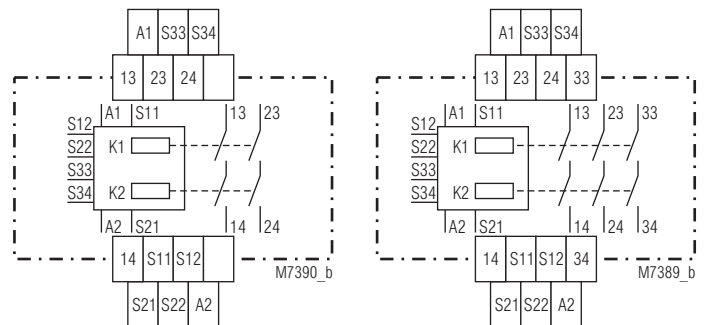 A1 S33 S34
13 23 24
A1 S11 13 23
S12
S22 K1
S33
S34 K2
A2 S21 14 24
14 S11 S12
M7390_b
S21 S22 A2
A1 S33 S34
13 23 24 33
A1 S11 13 23 33
S12
S22 K1
S33
S34 K2
A2 S21 14 24 34
14 S11 S12 34
M7389_b
S21 S22 A2